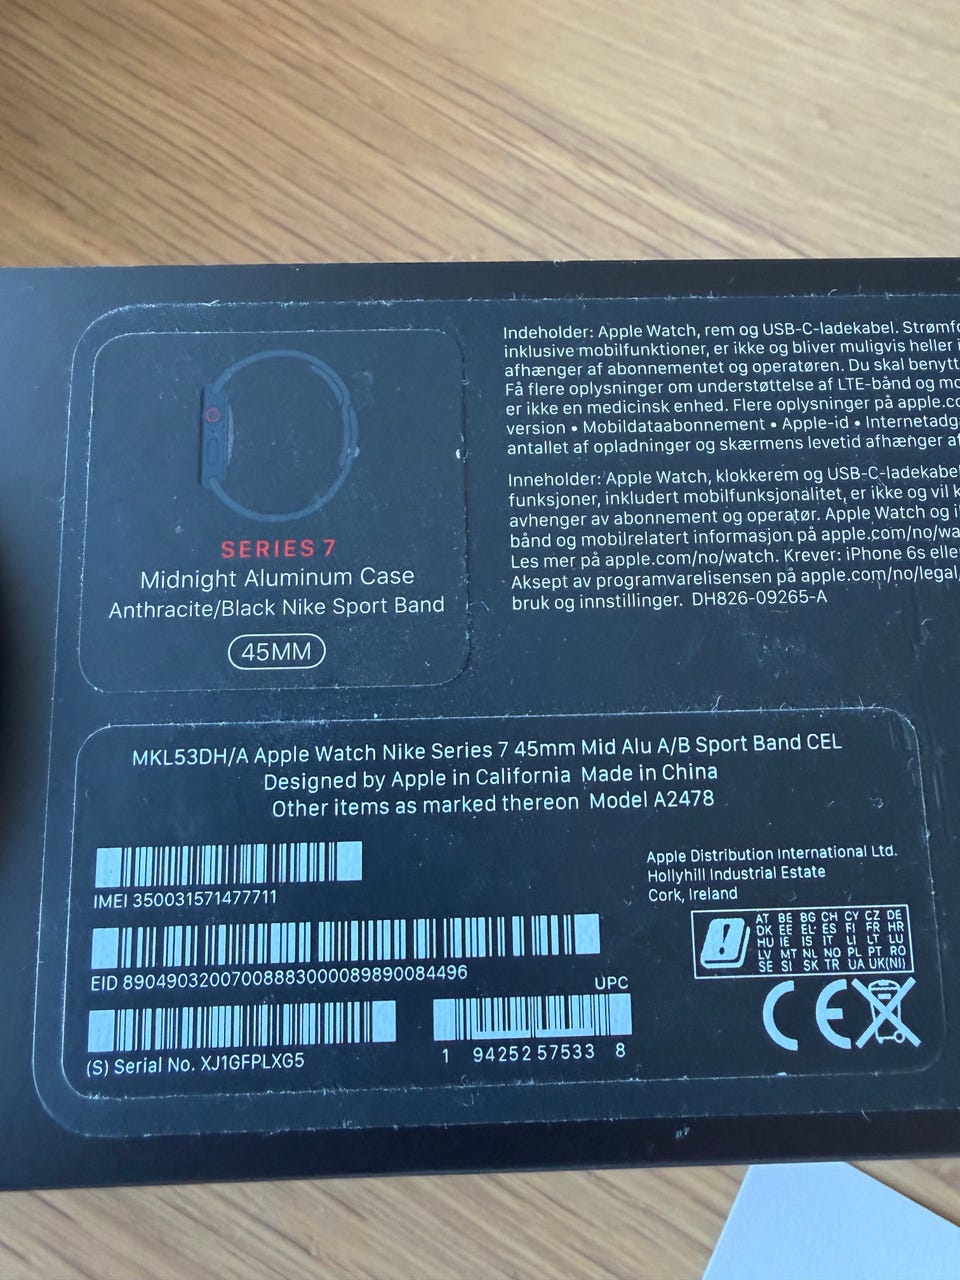 SERIES 7
Midnight Aluminum Case
Anthracite/Black Nike Sport Band
45MM
Indeholder: Apple Watch, rem og USB-C-ladekabel.
inklusive mobilfunktioner, er ikke og bliver muligvis heller
afhænger af abonnementet og operatøren. Du skal
Få flere oplysninger om understøttelse af LTE-bånd og
er ikke en medicinsk enhed. Flere oplysninger på
version • Mobildataabonnement • Apple-id •
antallet af opladninger og skærmens levetid afhænger
Inneholder: Apple Watch, klokkerem og USB-C-ladekabel
funksjoner, inkludert mobilfunksjonalitet, er ikke og vil
avhenger av abonnement og operatør. Apple Watch og
bånd og mobilrelatert informasjon på
Les mer på apple.com/no/watch. Krever: iPhone 6s
Aksept av programvarelisensen på apple.com/no/legal/
bruk og innstillinger. DH826-09265-A
MKL53DH/A Apple Watch Nike Series 7 45mm Mid Alu A/B Sport Band CEL
Designed by Apple in California Made in China
Other items as marked thereon Model A2478
IMEI 350031571477711
EID 89049032007008883000089890084496
(S) Serial No. XJ1GFPLXG5
UPC
1 94252 57533 8
Apple Distribution International Ltd.
Hollyhill Industrial Estate
Cork, Ireland
AT BE BG CH CY CZ DE
DK EE EL ES FI FR HR
HU IE IS IT LI LT LU
LV MT NL NO PL PT RO
SE SI SK TR UA UK(NI)
CE